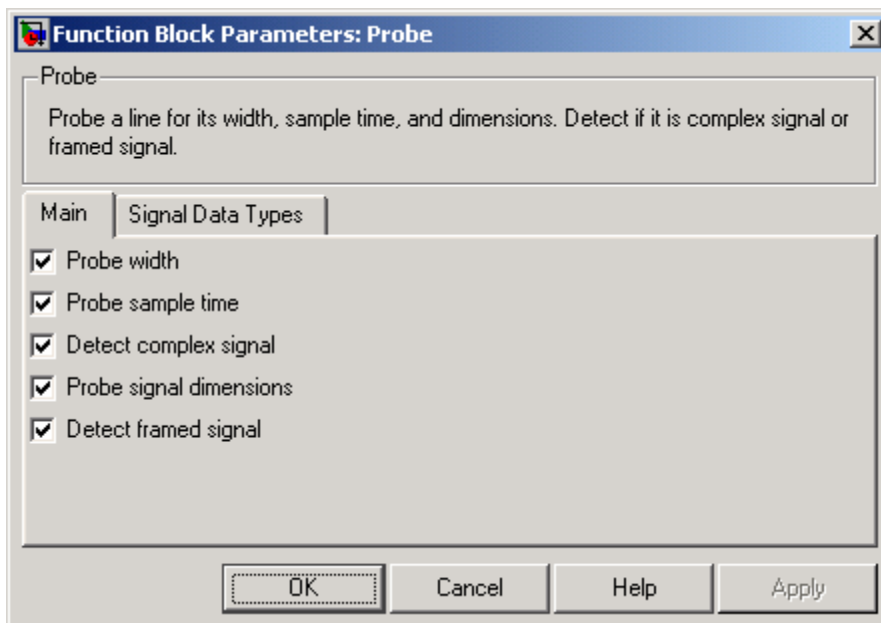 Function Block Parameters: Probe
Probe
Probe a line for its width, sample time, and dimensions. Detect if it is complex signal or
framed signal.
Main Signal Data Types
Probe width
Probe sample time
Detect complex signal
Probe signal dimensions
Detect framed signal
OK Cancel Help Apply